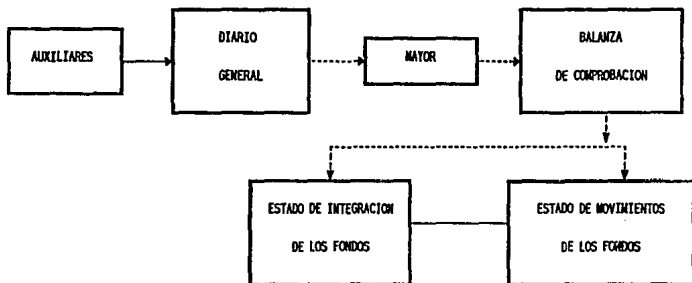 AUXILIARES
DIARIO
GENERAL
MAYOR
BALANZA
DE COMPROBACION
ESTADO DE INTEGRACION
DE LOS FONDOS
ESTADO DE MOVIMIENTOS
DE LOS FONDOS